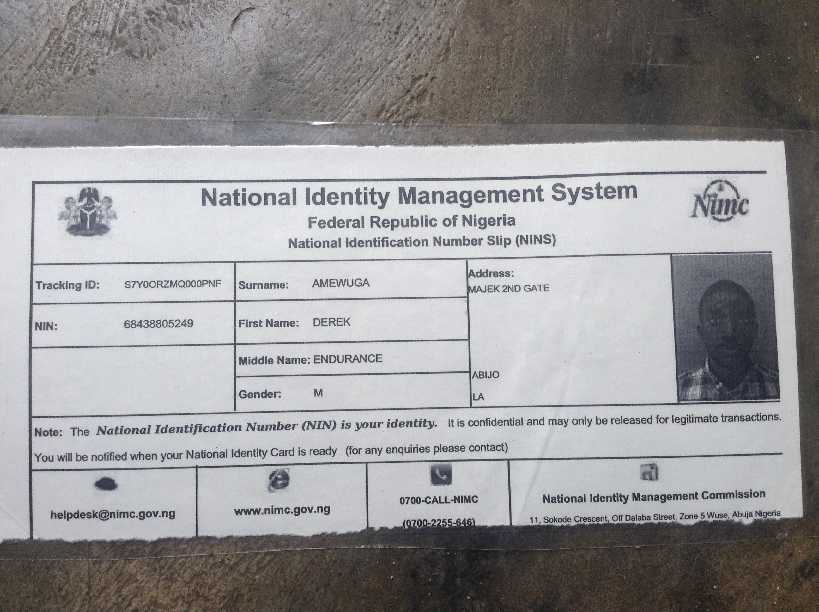 National Identity Management System
Federal Republic of Nigeria
National Identification Number Slip (NINS)
Nimc
Tracking ID: S7Y0ORZMQ000PNF
Surname: AMEWUGA
Address:
MAJEK 2ND GATE
NIN: 68438805249
First Name: DEREK
Middle Name: ENDURANCE
ABIJO
Gender: M
LA
Note: The National Identification Number (NIN) is your identity. It is confidential and may only be released for legitimate transactions.
You will be notified when your National Identity Card is ready (for any enquiries please contact)
helpdesk@nimc.gov.ng
www.nimc.gov.ng
0700-CALL-NIMC
(0700-2255-646)
National Identity Management Commission
11, Sokode Crescent, Off Dalaba Street, Zone 5 Wuse, Abuja Nigeria